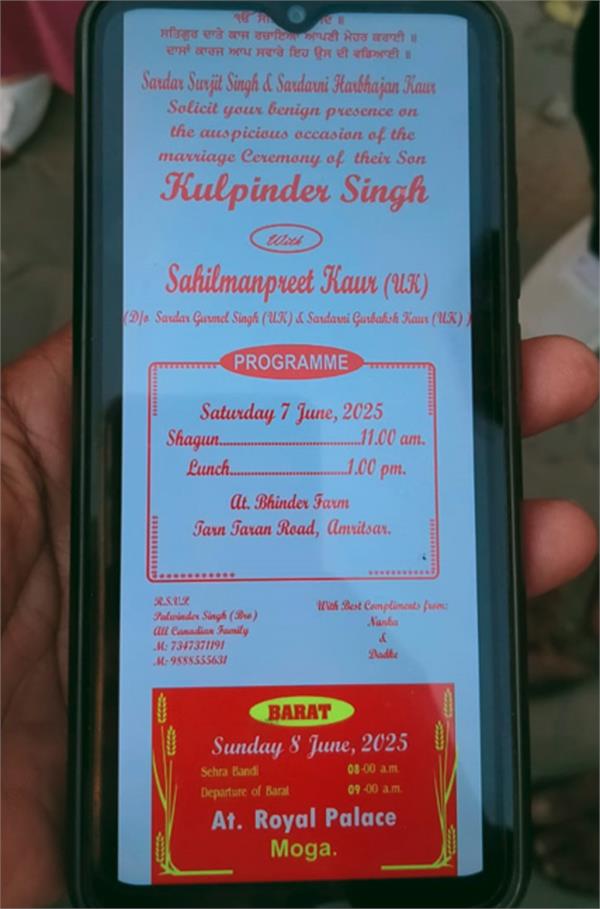 ਸਤਿਗੁਰ ਦਾਤੇ ਕਾਜ ਰਚਾਇਆ ਆਪਣੀ ਮੇਹਰ ਕਰਾਈ ॥
ਦਾਸਾਂ ਕਾਰਜ ਆਪ ਸਵਾਰੇ ਇਹ ਉਸ ਦੀ ਵਡਿਆਈ ॥
Sardar Surjit Singh & Sardarni Harbhajan Kaur
Solicit your benign presence on
the auspicious occasion of the
marriage Ceremony of their Son
Kulpinder Singh
With
Sahilmanpreet Kaur (UK)
(D/o Sardar Gurmel Singh (UK) & Sardarni Gurbaksh Kaur (UK) )
PROGRAMME
Saturday 7 June, 2025
Shagun...............................11.00 am.
Lunch..........................1.00 pm.
At. Bhinder Farm
Tarn Taran Road, Amritsar.
R.S.V.P.
Palwinder Singh (Bro)
All Canadian Family
M: 7347371191
M: 9888555631
With Best Compliments from:
Nanke
&
Dadke
BARAT
Sunday 8 June, 2025
Sehra Bandi 08-00 a.m.
Departure of Barat 09-00 a.m.
At. Royal Palace
Moga.